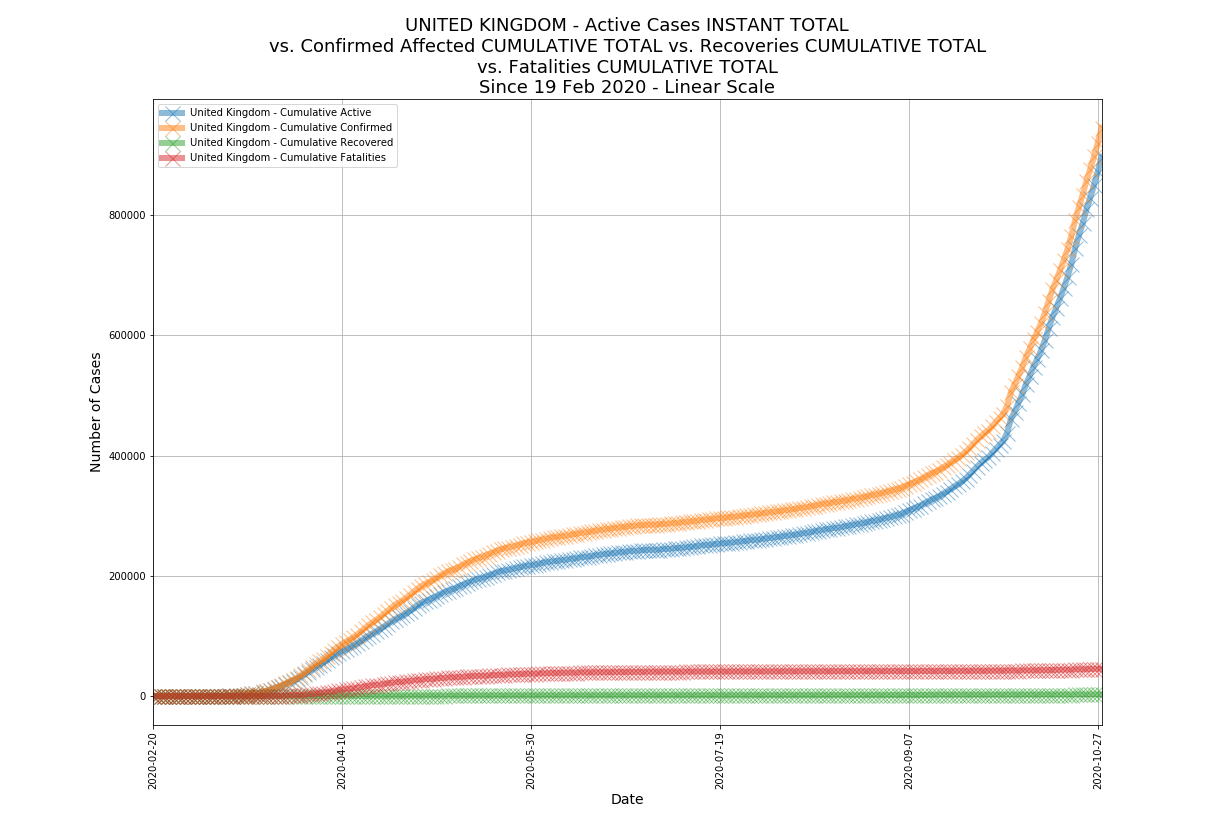 UNITED KINGDOM - Active Cases INSTANT TOTAL
vs. Confirmed Affected CUMULATIVE TOTAL vs. Recoveries CUMULATIVE TOTAL
vs. Fatalities CUMULATIVE TOTAL
Since 19 Feb 2020 - Linear Scale
United Kingdom - Cumulative Active
United Kingdom - Cumulative Confirmed
United Kingdom - Cumulative Recovered
United Kingdom - Cumulative Fatalities
800000
600000
400000
200000
0
Number of Cases
2020-02-20
2020-04-10
2020-05-30
2020-07-19
2020-09-07
2020-10-27
Date